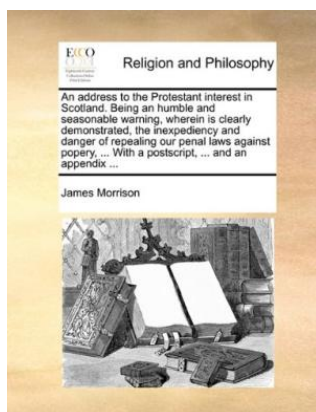 ECCO
Religion and Philosophy
An address to the Protestant interest in
Scotland. Being an humble and
seasonable warning, wherein is clearly
demonstrated, the inexpediency and
danger of repealing our penal laws against
popery, ... With a postscript, ... and an
appendix ...
James Morrison